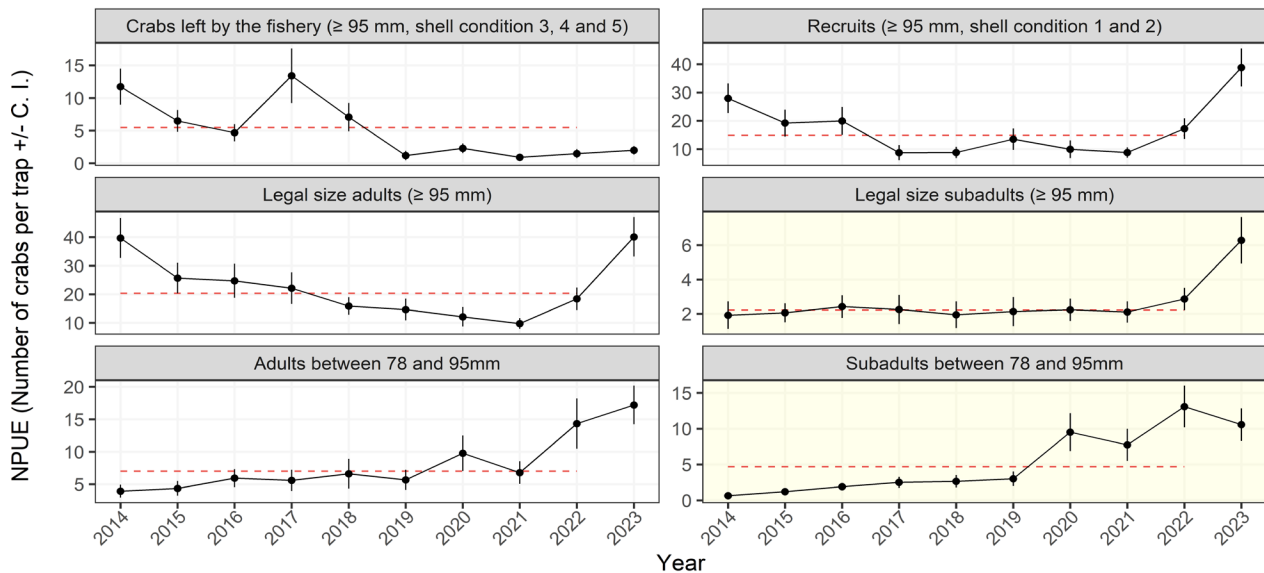 NPUE (Number of crabs per trap +/- C. I.)
Crabs left by the fishery (≥ 95 mm, shell condition 3, 4 and 5)
15
10
5
0
Recruits (≥ 95 mm, shell condition 1 and 2)
40
30
20
10
Legal size adults (≥ 95 mm)
40
30
20
10
Legal size subadults (≥ 95 mm)
6
4
2
Adults between 78 and 95mm
20
15
10
5
2014 2015 2016 2017 2018 2019 2020 2021 2022 2023
Subadults between 78 and 95mm
15
10
5
0
2014 2015 2016 2017 2018 2019 2020 2021 2022 2023
Year